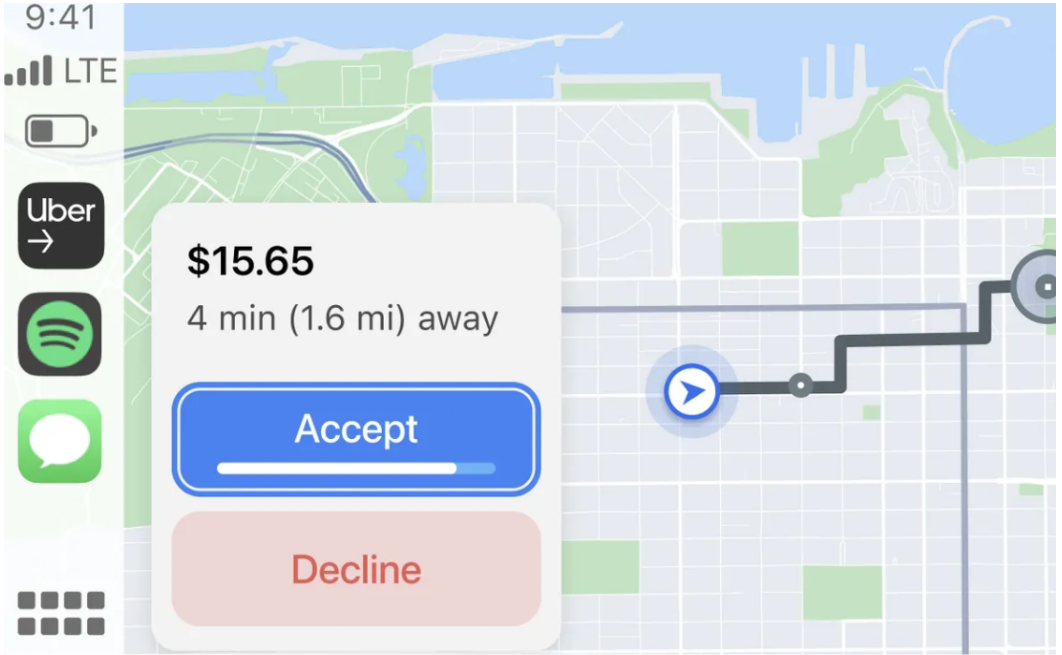 9:41
LTE
Uber
$15.65
4 min (1.6 mi) away
Accept
Decline